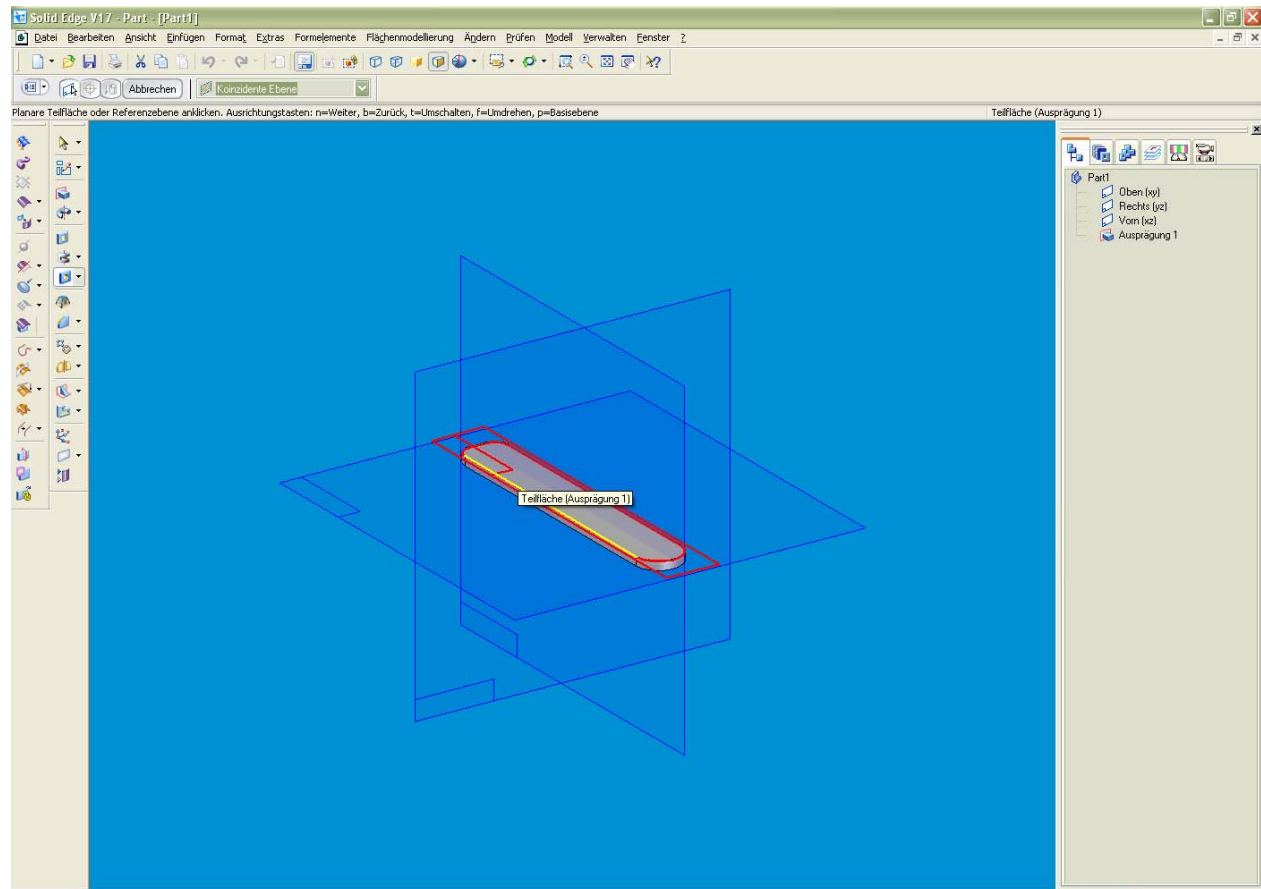 Solid Edge V17 - Part - [Part1]
Datei Bearbeiten Ansicht Einfügen Format Extras Formelemente Flächenmodellierung Ändern Prüfen Modell Verwalten Fenster ?
Abbrechen Koinzidente Ebene
Planare Teilfläche oder Referenzebene anklicken. Ausrichtungstasten: n=Weiter, b=Zurück, t=Umschalten, f=Umdrehen, p=Basisebene Teilfläche (Ausprägung 1)
Part1
Oben (xy)
Rechts (yz)
Vorn (xz)
Ausprägung 1
Teilfläche (Ausprägung 1)